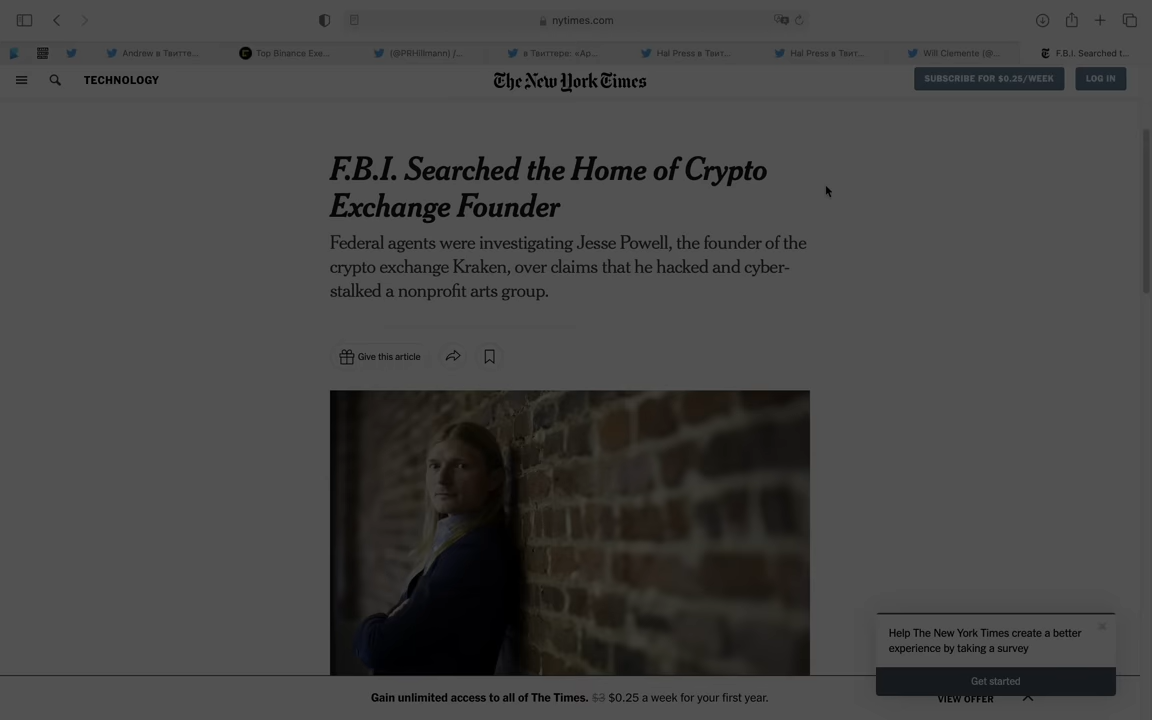 nytimes.com
Andrew в Твитте...
Top Binance Exe...
(@PRHillmann) /...
в Твиттере: «Ap...
Hal Press в Твит...
Hal Press в Твит...
Will Clemente (@...
F.B.I. Searched t...
TECHNOLOGY
The New York Times
SUBSCRIBE FOR $0.25/WEEK
LOG IN
F.B.I. Searched the Home of Crypto
Exchange Founder
Federal agents were investigating Jesse Powell, the founder of the
crypto exchange Kraken, over claims that he hacked and cyber-
stalked a nonprofit arts group.
Give this article
Help The New York Times create a better
experience by taking a survey
Get started
Gain unlimited access to all of The Times. $3 $0.25 a week for your first year.
VIEW OFFER